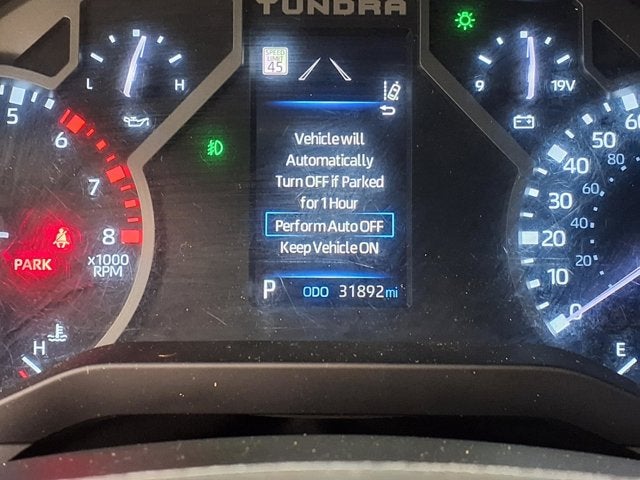 TUNDRA
SPEED
LIMIT
45
L H
9 19V
5
6
7
8
x1000
RPM
PARK
H
Vehicle will
Automatically
Turn OFF if Parked
for 1 Hour
Perform Auto OFF
Keep Vehicle ON
P ODO 31892 mi
60
50
40
30
20
10
0
80
60
40
20
E